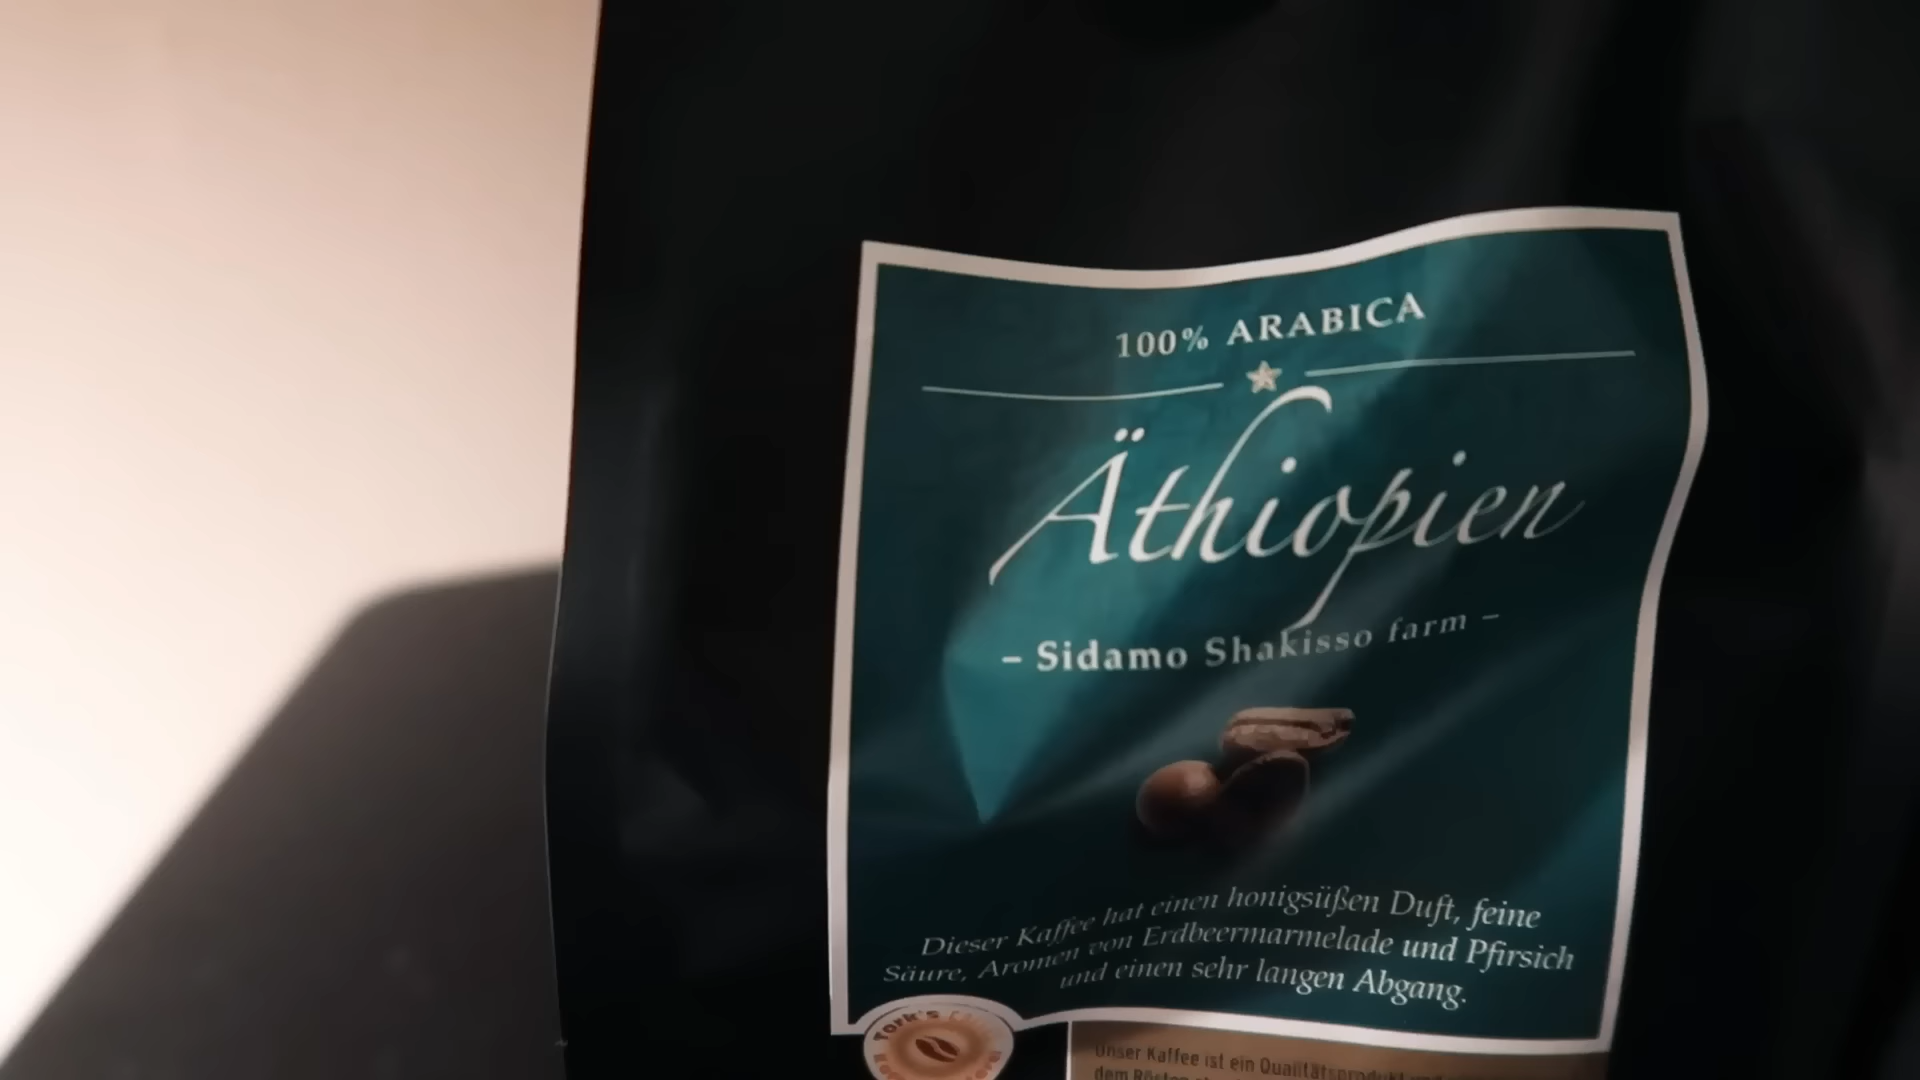 100% ARABICA
Äthiopien
– Sidamo Shakisso farm –
Dieser Kaffee hat einen honigsüßen Duft, feine
Säure, Aromen von Erdbeermarmelade und Pfirsich
und einen sehr langen Abgang.
Tork's
Unser Kaffee ist ein Qualitätsprodukt
dem Rösten